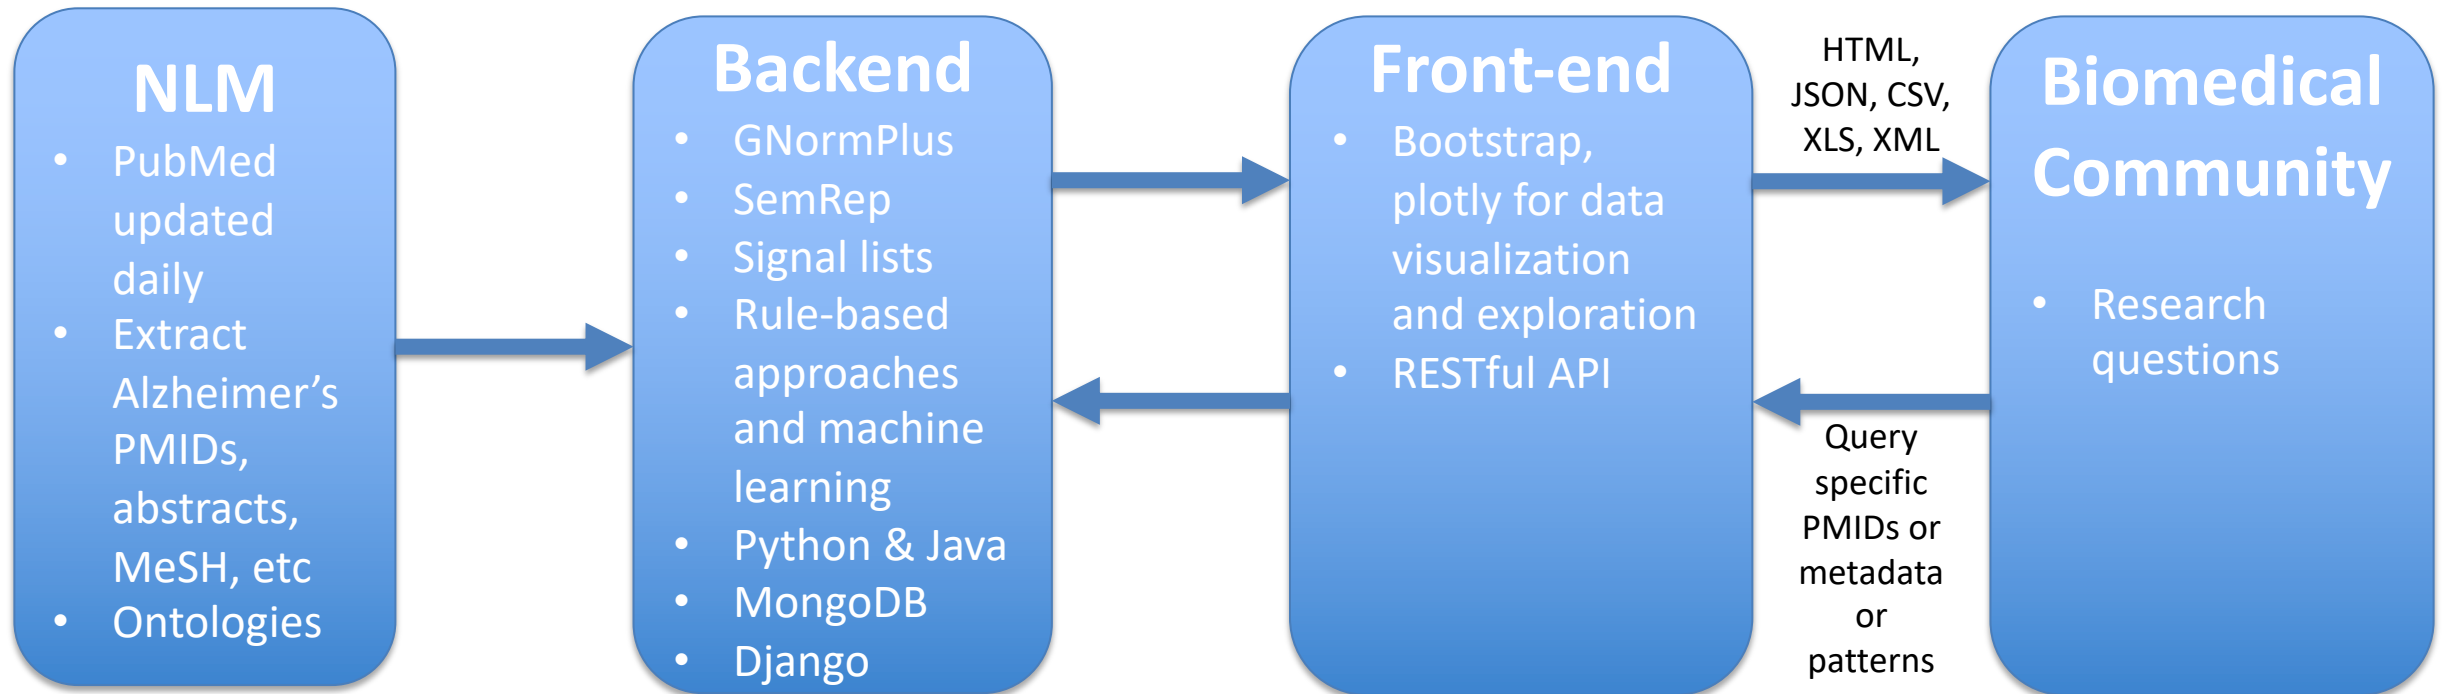 NLM
• PubMed
updated
daily
• Extract
Alzheimer’s
PMIDs,
abstracts,
MeSH, etc
• Ontologies
Backend
• GNormPlus
• SemRep
• Signal lists
• Rule-based
approaches
and machine
learning
• Python & Java
• MongoDB
• Django
Front-end
• Bootstrap,
plotly for data
visualization
and exploration
• RESTful API
HTML,
JSON, CSV,
XLS, XML
Query
specific
PMIDs or
metadata
or
patterns
Biomedical
Community
• Research
questions